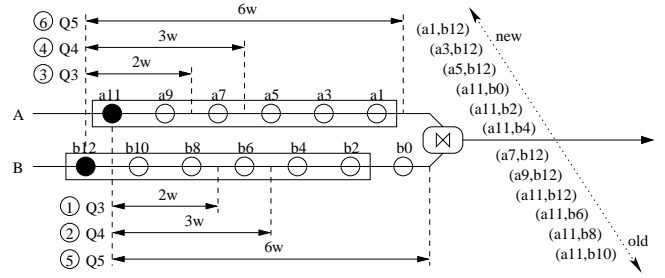 ⑥ Q5 6w
④ Q4 3w
③ Q3 2w
a11 a9 a7 a5 a3 a1
A
b12 b10 b8 b6 b4 b2 b0
B
① Q3 2w
② Q4 3w
⑤ Q5 6w
new
(a1,b12)
(a3,b12)
(a5,b12)
(a11,b0)
(a11,b2)
(a11,b4)
(a7,b12)
(a9,b12)
(a11,b12)
(a11,b6)
(a11,b8)
(a11,b10)
old